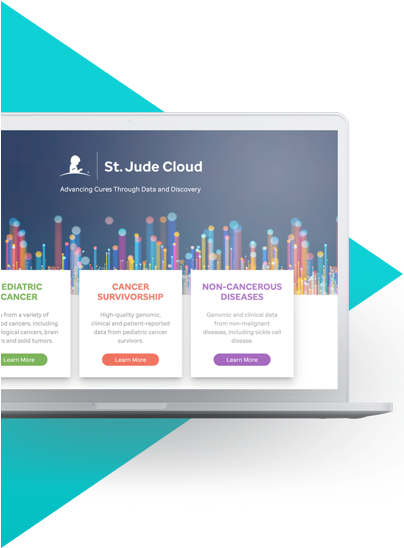 St. Jude Cloud
Advancing Cures Through Data and Discovery
EDIATRIC
CANCER
from a variety of
od cancers, including
logical cancers, brain
s and solid tumors.
Learn More
CANCER
SURVIVORSHIP
High-quality genomic,
clinical and patient-reported
data from pediatric cancer
survivors.
Learn More
NON-CANCEROUS
DISEASES
Genomic and clinical data
from non-malignant
diseases, including sickle cell
disease.
Learn More